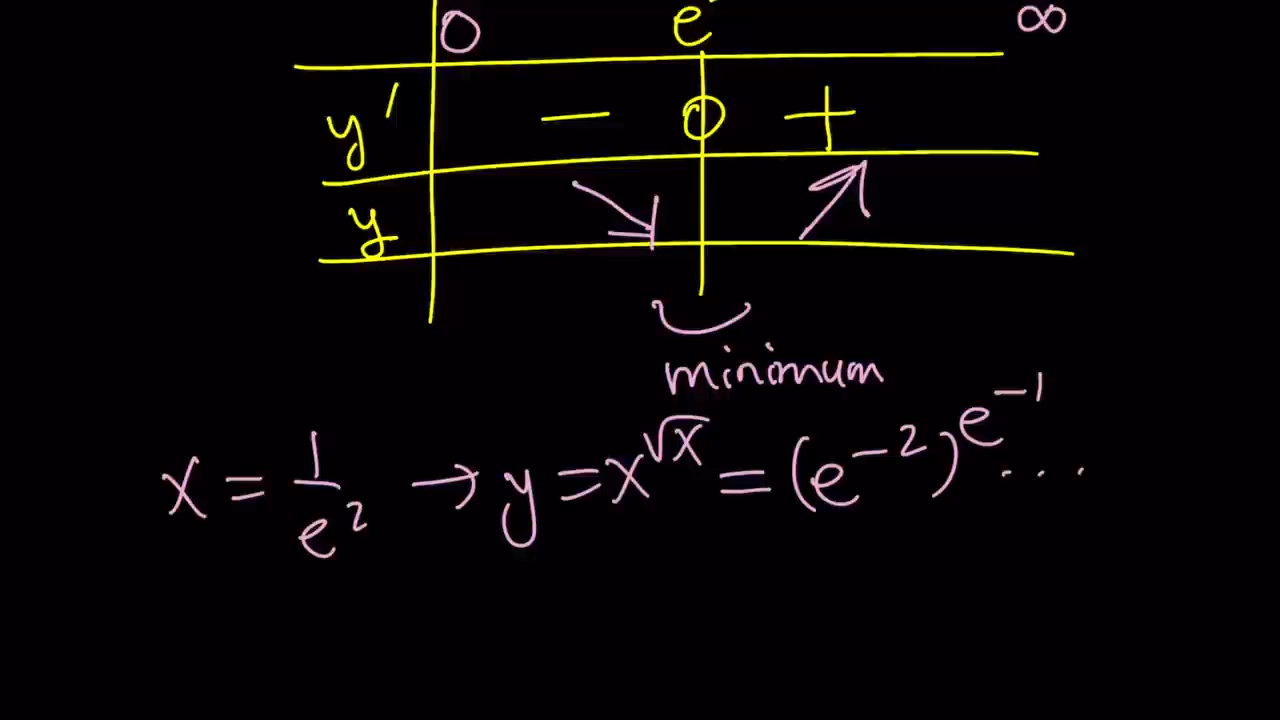 0 e ∞
y' − 0 +
y ↘ ↗
minimum
x = 1/e² → y = x^√x = (e⁻²)^e⁻¹ ....